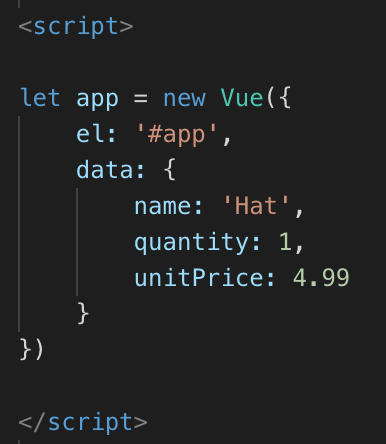 <script>
let app = new Vue({
el: '#app',
data: {
name: 'Hat',
quantity: 1,
unitPrice: 4.99
}
})
</script>